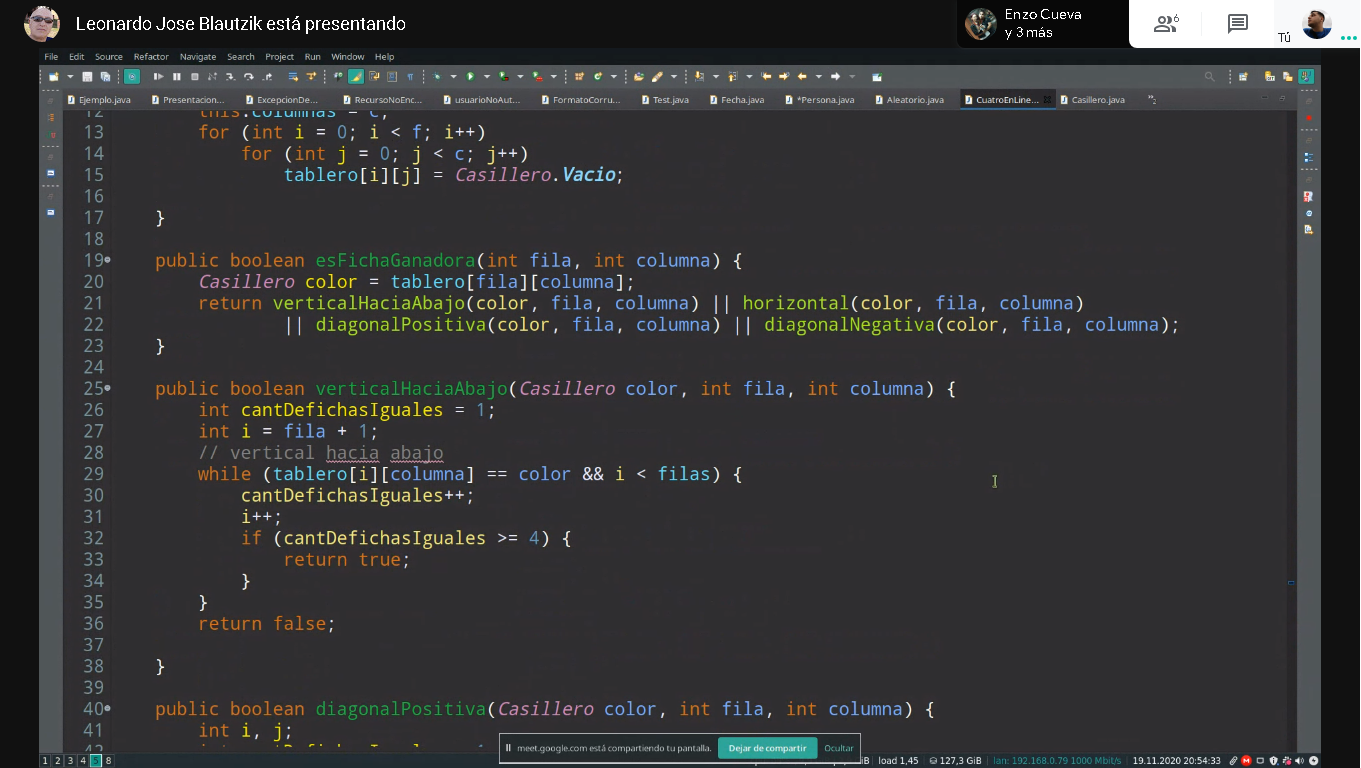 Leonardo Jose Blautzik está presentando
Enzo Cueva
y 3 más
6
Tú
File Edit Source Refactor Navigate Search Project Run Window Help
Ejemplo.java Presentacion... ExcepcionDe... RecursoNoEnc... usuarioNoAut... FormatoCorru... Test.java Fecha.java *Persona.java Aleatorio.java CuatroEnLine... Casillero.java
12 this.columnas = c;
13 for (int i = 0; i < f; i++)
14 for (int j = 0; j < c; j++)
15 tablero[i][j] = Casillero.Vacio;
16
17 }
18
19 public boolean esFichaGanadora(int fila, int columna) {
20 Casillero color = tablero[fila][columna];
21 return verticalHaciaAbajo(color, fila, columna) || horizontal(color, fila, columna)
22 || diagonalPositiva(color, fila, columna) || diagonalNegativa(color, fila, columna);
23 }
24
25 public boolean verticalHaciaAbajo(Casillero color, int fila, int columna) {
26 int cantDefichasIguales = 1;
27 int i = fila + 1;
28 // vertical hacia abajo
29 while (tablero[i][columna] == color && i < filas) {
30 cantDefichasIguales++;
31 i++;
32 if (cantDefichasIguales >= 4) {
33 return true;
34 }
35 }
36 return false;
37
38 }
39
40 public boolean diagonalPositiva(Casillero color, int fila, int columna) {
41 int i, j;
meet.google.com está compartiendo tu pantalla. Dejar de compartir Ocultar
1 2 3 4 5 8 load 1,45 127,3 GiB lan: 192.168.0.79 1000 Mbit/s 19.11.2020 20:54:33